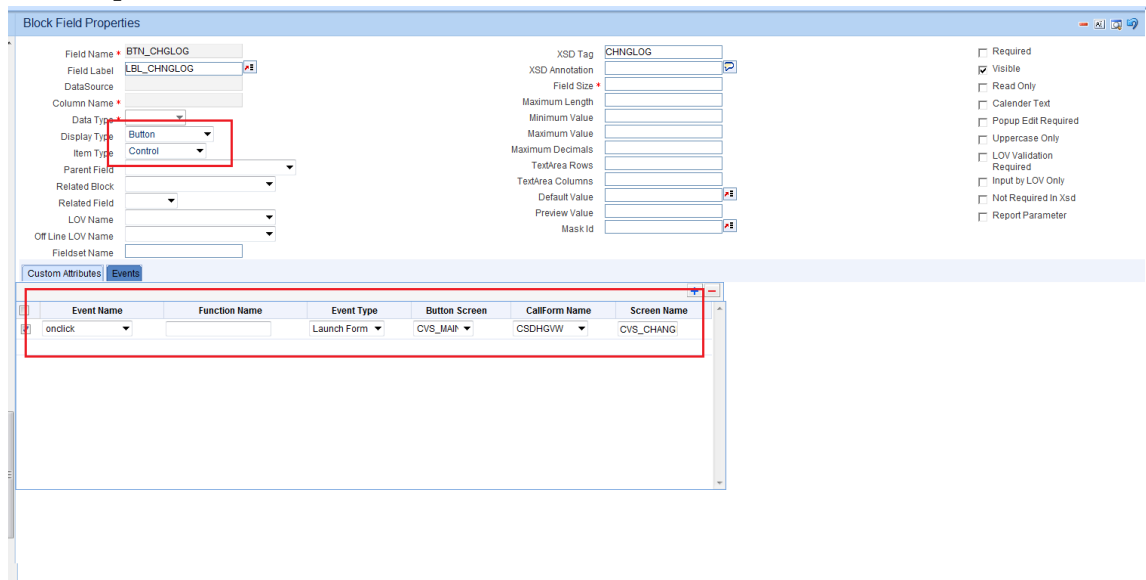 Block Field Properties
Field Name * BTN_CHGLOG
Field Label LBL_CHNGLOG
DataSource
Column Name *
Data Type *
Display Type Button
Item Type Control
Parent Field
Related Block
Related Field
LOV Name
Off Line LOV Name
Fieldset Name
XSD Tag CHNGLOG
XSD Annotation
Field Size *
Maximum Length
Minimum Value
Maximum Value
Maximum Decimals
TextArea Rows
TextArea Columns
Default Value
Preview Value
Mask Id
Required
Visible
Read Only
Calender Text
Popup Edit Required
Uppercase Only
LOV Validation
Required
Input by LOV Only
Not Required In Xsd
Report Parameter
Custom Attributes Events
Event Name Function Name Event Type Button Screen CallForm Name Screen Name
onclick Launch Form CVS_MAIN CSDHGVW CVS_CHANG